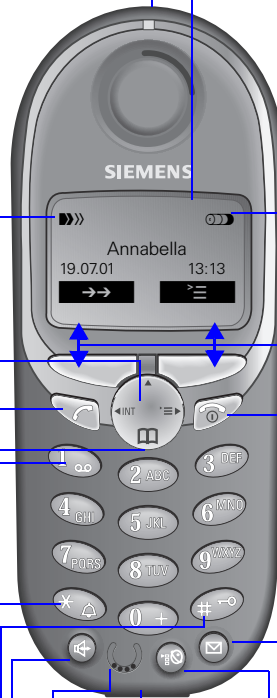 SIEMENS
Annabella
19.07.01 13:13
INT
1
2 ABC
3 DEF
4 GHI
5 JKL
6 MNO
7 PQRS
8 TUV
9 WXYZ
*
0 +
#